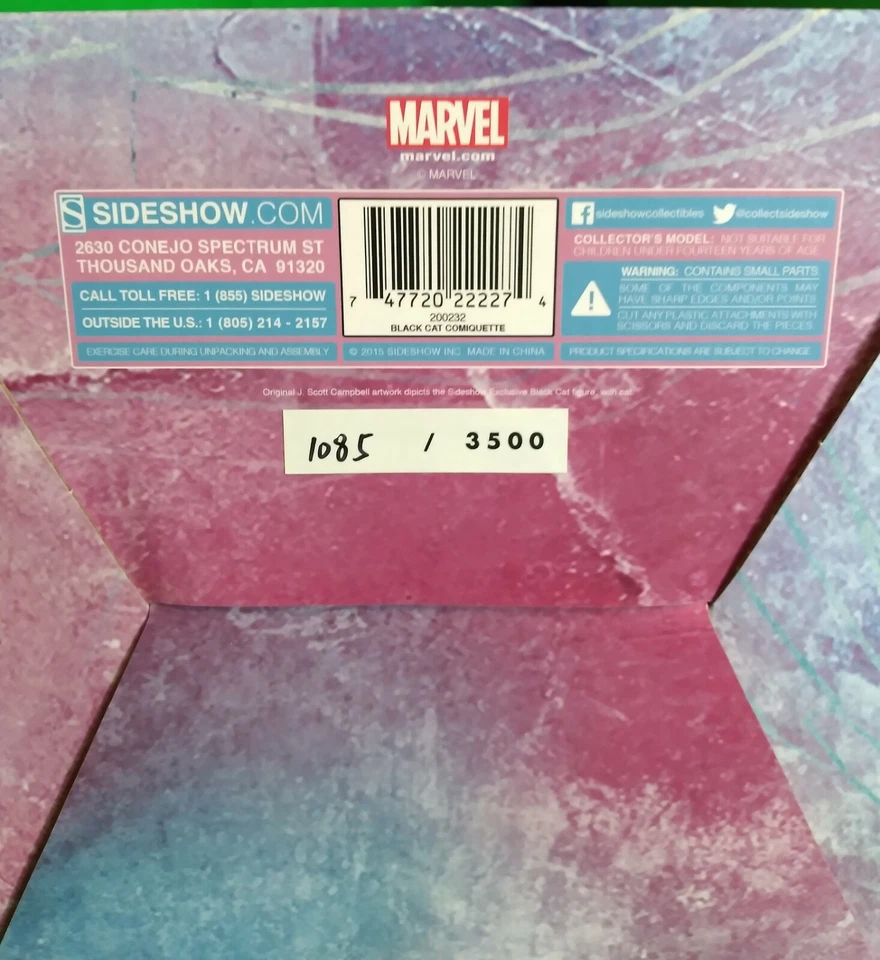 MARVEL
marvel.com
© MARVEL
SIDESHOW.COM
2630 CONEJO SPECTRUM ST
THOUSAND OAKS, CA 91320
CALL TOLL FREE: 1 (855) SIDESHOW
OUTSIDE THE U.S.: 1 (805) 214 - 2157
EXERCISE CARE DURING UNPACKING AND ASSEMBLY
7 47720 22227 4
200232
BLACK CAT COMIQUETTE
© 2015 SIDESHOW INC MADE IN CHINA
sideshowcollectibles @collectsideshow
COLLECTOR'S MODEL: NOT SUITABLE FOR
CHILDREN UNDER FOURTEEN YEARS OF AGE
WARNING: CONTAINS SMALL PARTS.
SOME OF THE COMPONENTS MAY
HAVE SHARP EDGES AND/OR POINTS.
CUT ANY PLASTIC ATTACHMENTS WITH
SCISSORS AND DISCARD THE PIECES.
PRODUCT SPECIFICATIONS ARE SUBJECT TO CHANGE
Original J. Scott Campbell artwork dipicts the Sideshow Exclusive Black Cat figure, with cat.
1085 / 3500